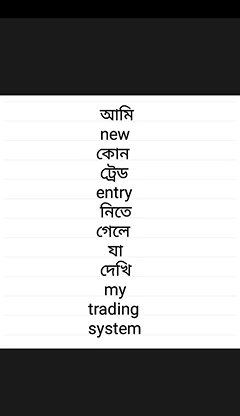 আমি
new
কোন
ট্রেড
entry
নিতে
গেলে
যা
দেখি
my
trading
system